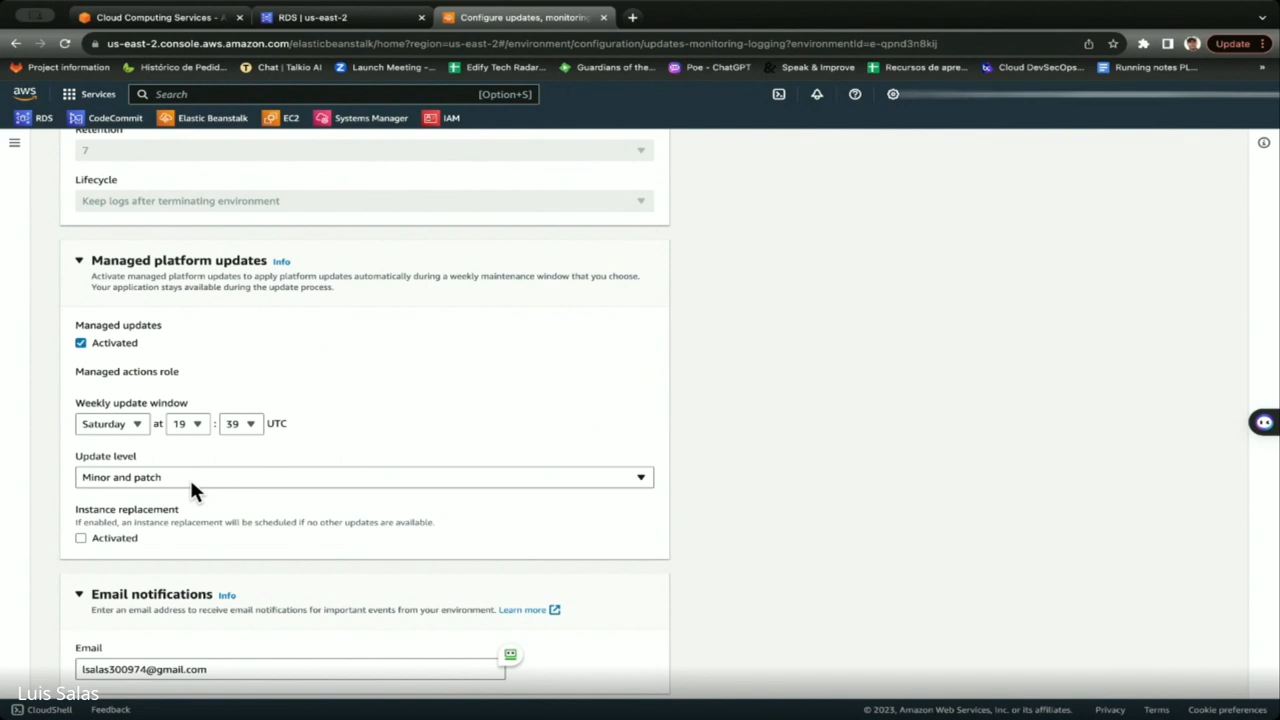 Cloud Computing Services - A
RDS | us-east-2
Configure updates, monitoring
us-east-2.console.aws.amazon.com/elasticbeanstalk/home?region=us-east-2#/environment/configuration/updates-monitoring-logging?environmentId=e-qpnd3n8kij
Update
Project information
Histórico de Pedid...
Chat | Talkio AI
Launch Meeting -...
Edify Tech Radar...
Guardians of the...
Poe - ChatGPT
Speak & Improve
Recursos de apre...
Cloud DevSecOps...
Running notes PL...
»
aws
Services
Search
[Option+S]
RDS
CodeCommit
Elastic Beanstalk
EC2
Systems Manager
IAM
Retention
7
Lifecycle
Keep logs after terminating environment
Managed platform updates Info
Activate managed platform updates to apply platform updates automatically during a weekly maintenance window that you choose.
Your application stays available during the update process.
Managed updates
Activated
Managed actions role
Weekly update window
Saturday at 19 : 39 UTC
Update level
Minor and patch
Instance replacement
If enabled, an instance replacement will be scheduled if no other updates are available.
Activated
Email notifications Info
Enter an email address to receive email notifications for important events from your environment. Learn more
Email
lsalas300974@gmail.com
Luis Salas
CloudShell
Feedback
© 2023, Amazon Web Services, Inc. or its affiliates.
Privacy
Terms
Cookie preferences